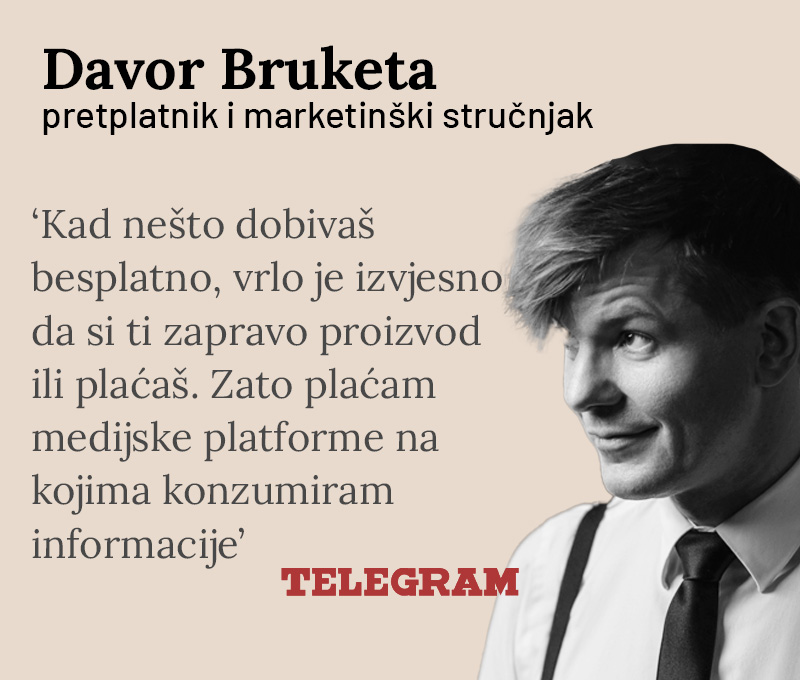 Davor Bruketa
pretplatnik i marketinški stručnjak
‘Kad nešto dobivaš
besplatno, vrlo je izvjesno
da si ti zapravo proizvod
ili plaćaš. Zato plaćam
medijske platforme na
kojima konzumiram
informacije’
TELEGRAM